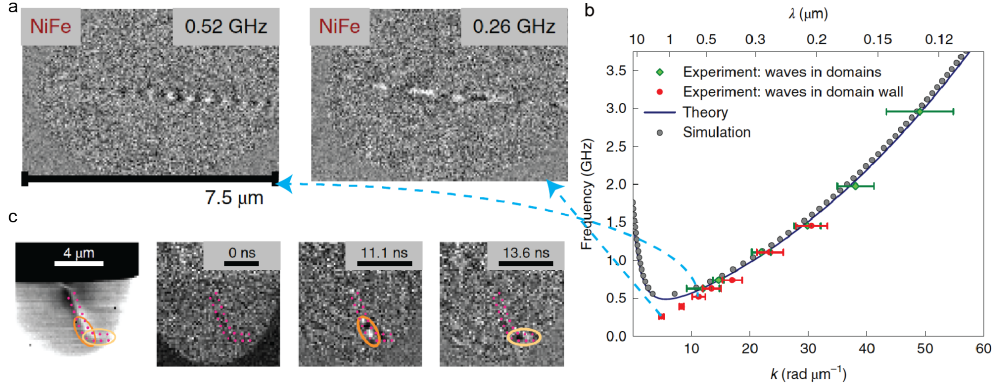 a
NiFe
0.52 GHz
NiFe
0.26 GHz
7.5 μm
b
λ (μm)
10 1 0.5 0.3 0.2 0.15 0.12
3.5
3.0
2.5
2.0
1.5
1.0
0.5
0.0
Frequency (GHz)
Experiment: waves in domains
Experiment: waves in domain wall
Theory
Simulation
0 10 20 30 40 50 60
k (rad μm⁻¹)
c
4 μm
0 ns
11.1 ns
13.6 ns